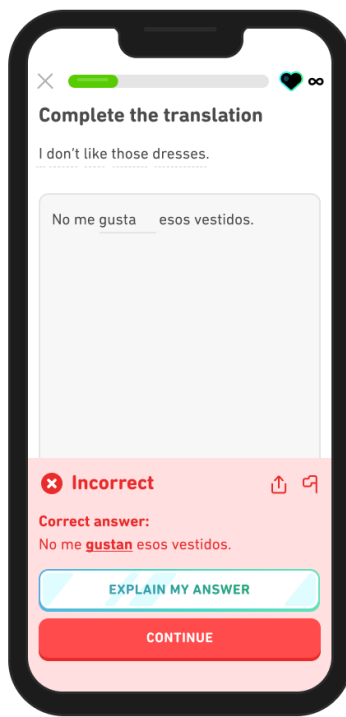 ∞
Complete the translation
I don't like those dresses.
No me gusta esos vestidos.
Incorrect
Correct answer:
No me gustan esos vestidos.
EXPLAIN MY ANSWER
CONTINUE